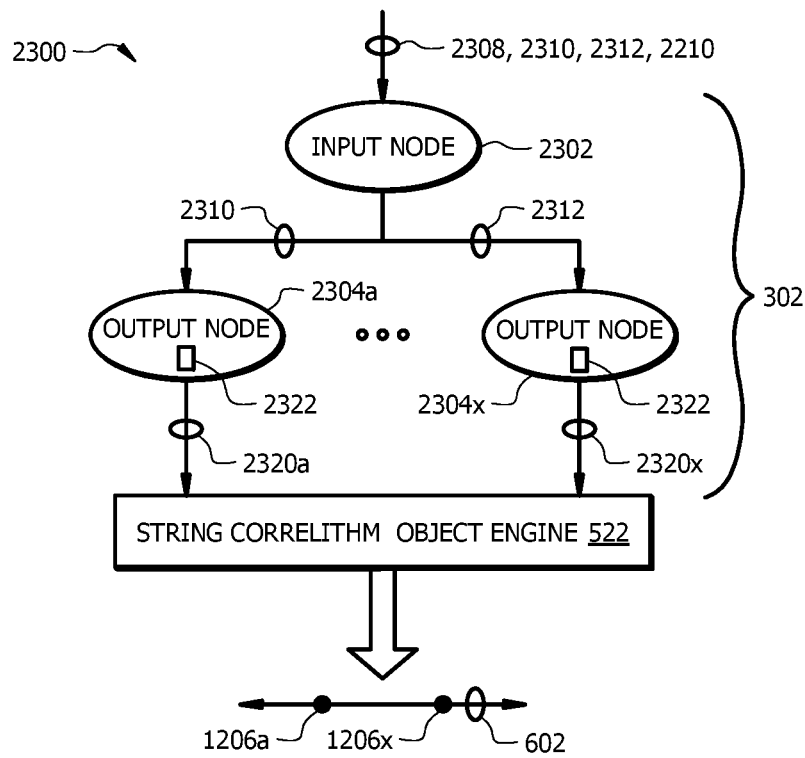 2300
2308, 2310, 2312, 2210
INPUT NODE
2302
2310
2312
2304a
302
OUTPUT NODE
OUTPUT NODE
2322
2304x
2322
2320a
2320x
STRING CORRELITHM OBJECT ENGINE 522
1206a
1206x
602